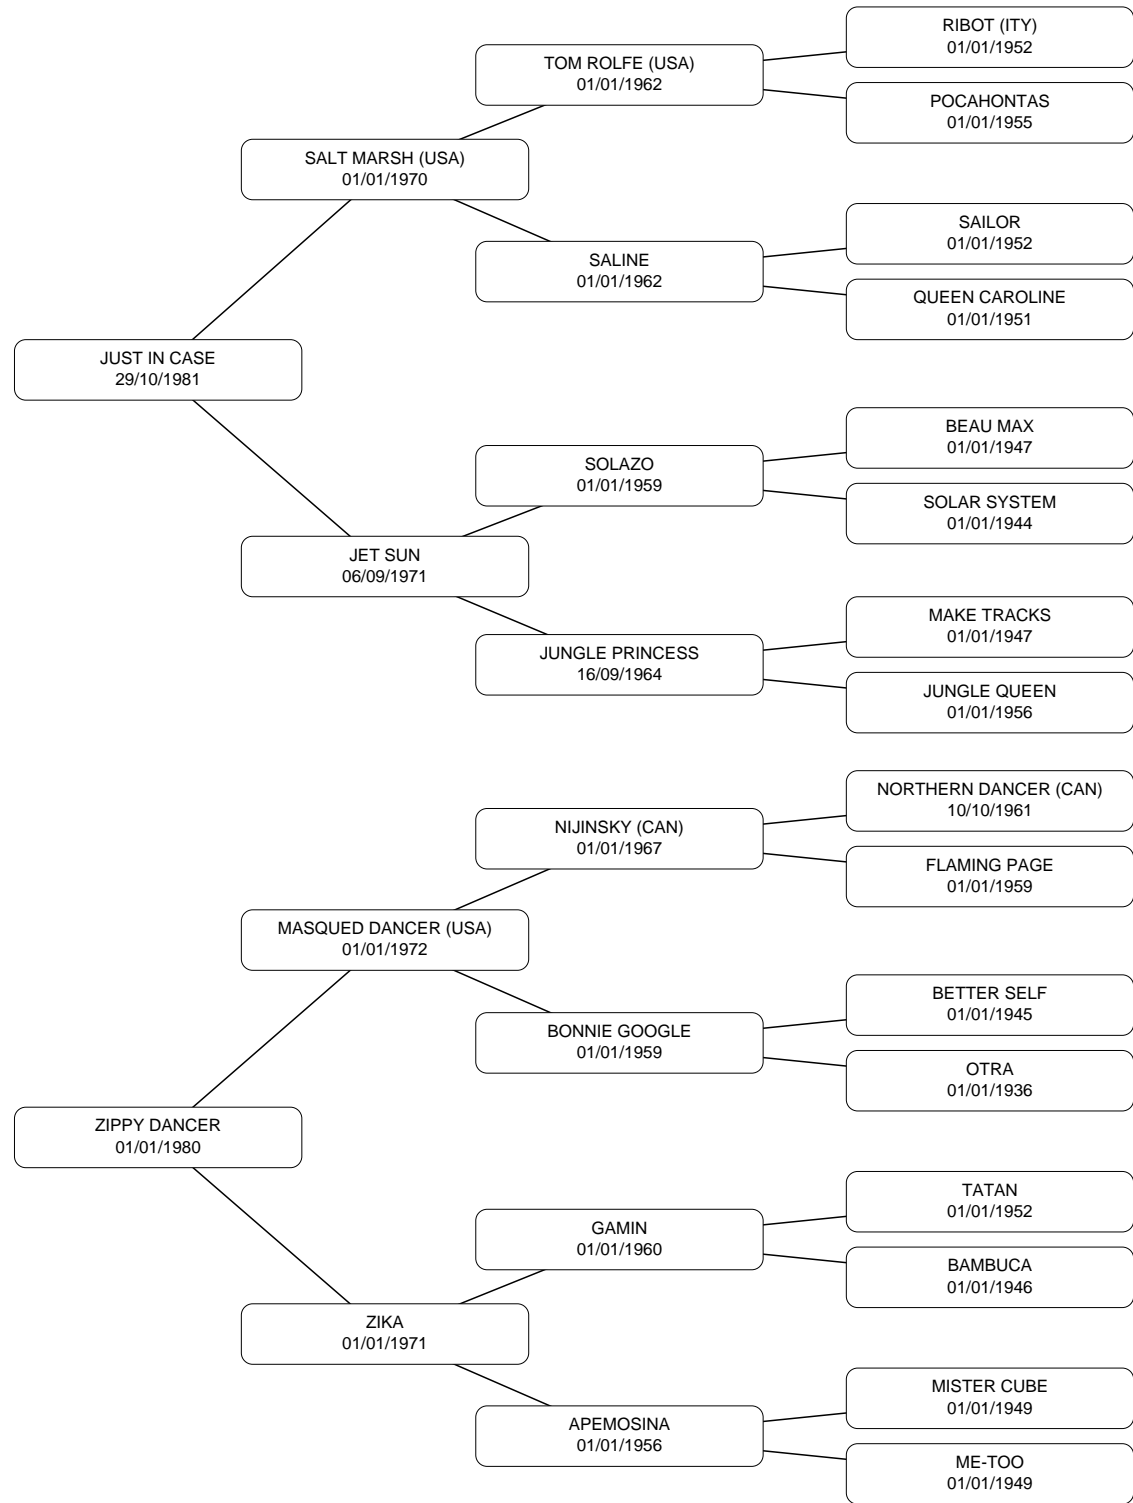 RIBOT (ITY)
01/01/1952
TOM ROLFE (USA)
01/01/1962
POCAHONTAS
01/01/1955
SALT MARSH (USA)
01/01/1970
SAILOR
01/01/1952
SALINE
01/01/1962
QUEEN CAROLINE
01/01/1951
JUST IN CASE
29/10/1981
BEAU MAX
01/01/1947
SOLAZO
01/01/1959
SOLAR SYSTEM
01/01/1944
JET SUN
06/09/1971
MAKE TRACKS
01/01/1947
JUNGLE PRINCESS
16/09/1964
JUNGLE QUEEN
01/01/1956
NORTHERN DANCER (CAN)
10/10/1961
NIJINSKY (CAN)
01/01/1967
FLAMING PAGE
01/01/1959
MASQUED DANCER (USA)
01/01/1972
BETTER SELF
01/01/1945
BONNIE GOOGLE
01/01/1959
OTRA
01/01/1936
ZIPPY DANCER
01/01/1980
TATAN
01/01/1952
GAMIN
01/01/1960
BAMBUCA
01/01/1946
ZIKA
01/01/1971
MISTER CUBE
01/01/1949
APEMOSINA
01/01/1956
ME-TOO
01/01/1949